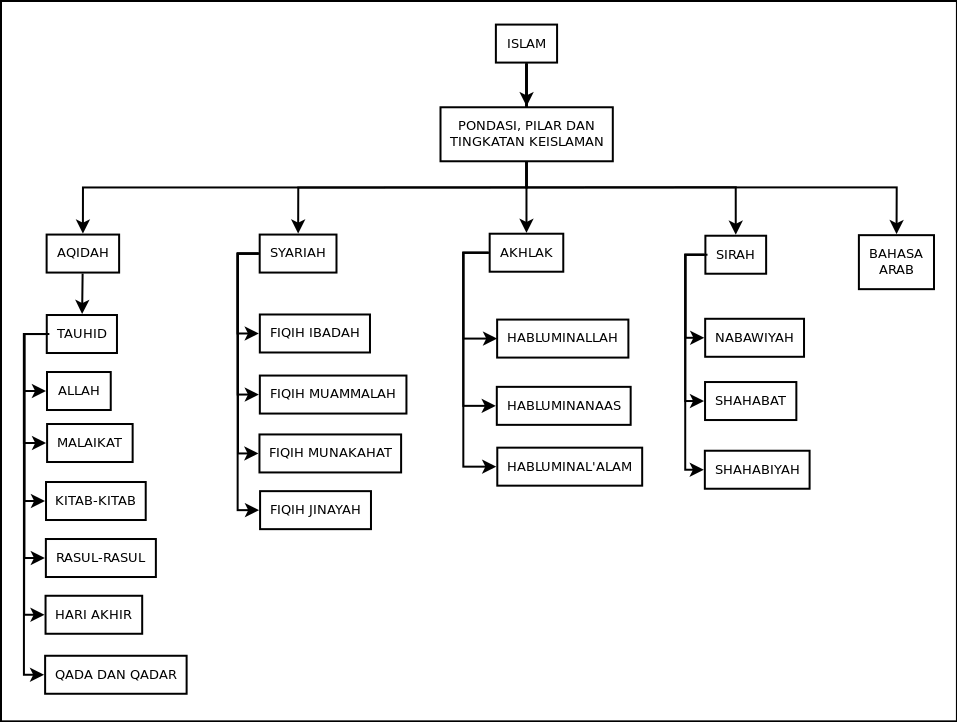 ISLAM
PONDASI, PILAR DAN
TINGKATAN KEISLAMAN
AQIDAH
TAUHID
ALLAH
MALAIKAT
KITAB-KITAB
RASUL-RASUL
HARI AKHIR
QADA DAN QADAR
SYARIAH
FIQIH IBADAH
FIQIH MUAMMALAH
FIQIH MUNAKAHAT
FIQIH JINAYAH
AKHLAK
HABLUMINALLAH
HABLUMINANAAS
HABLUMINAL'ALAM
SIRAH
NABAWIYAH
SHAHABAT
SHAHABIYAH
BAHASA
ARAB